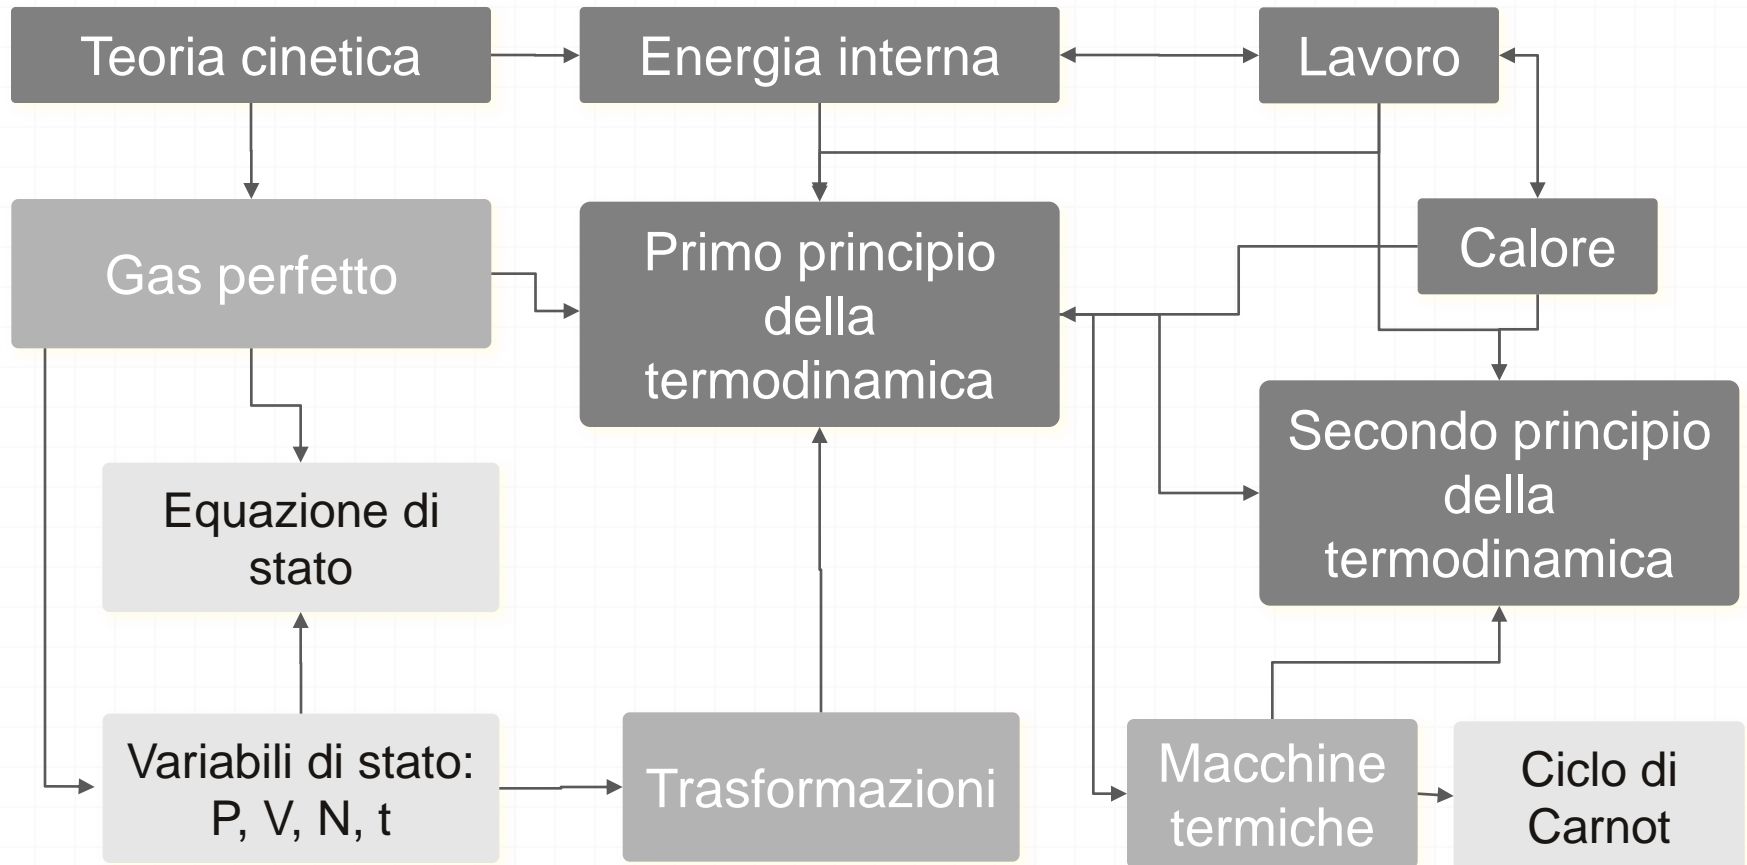 Teoria cinetica
Energia interna
Lavoro
Gas perfetto
Primo principio
della
termodinamica
Calore
Equazione di
stato
Secondo principio
della
termodinamica
Variabili di stato:
P, V, N, t
Trasformazioni
Macchine
termiche
Ciclo di
Carnot